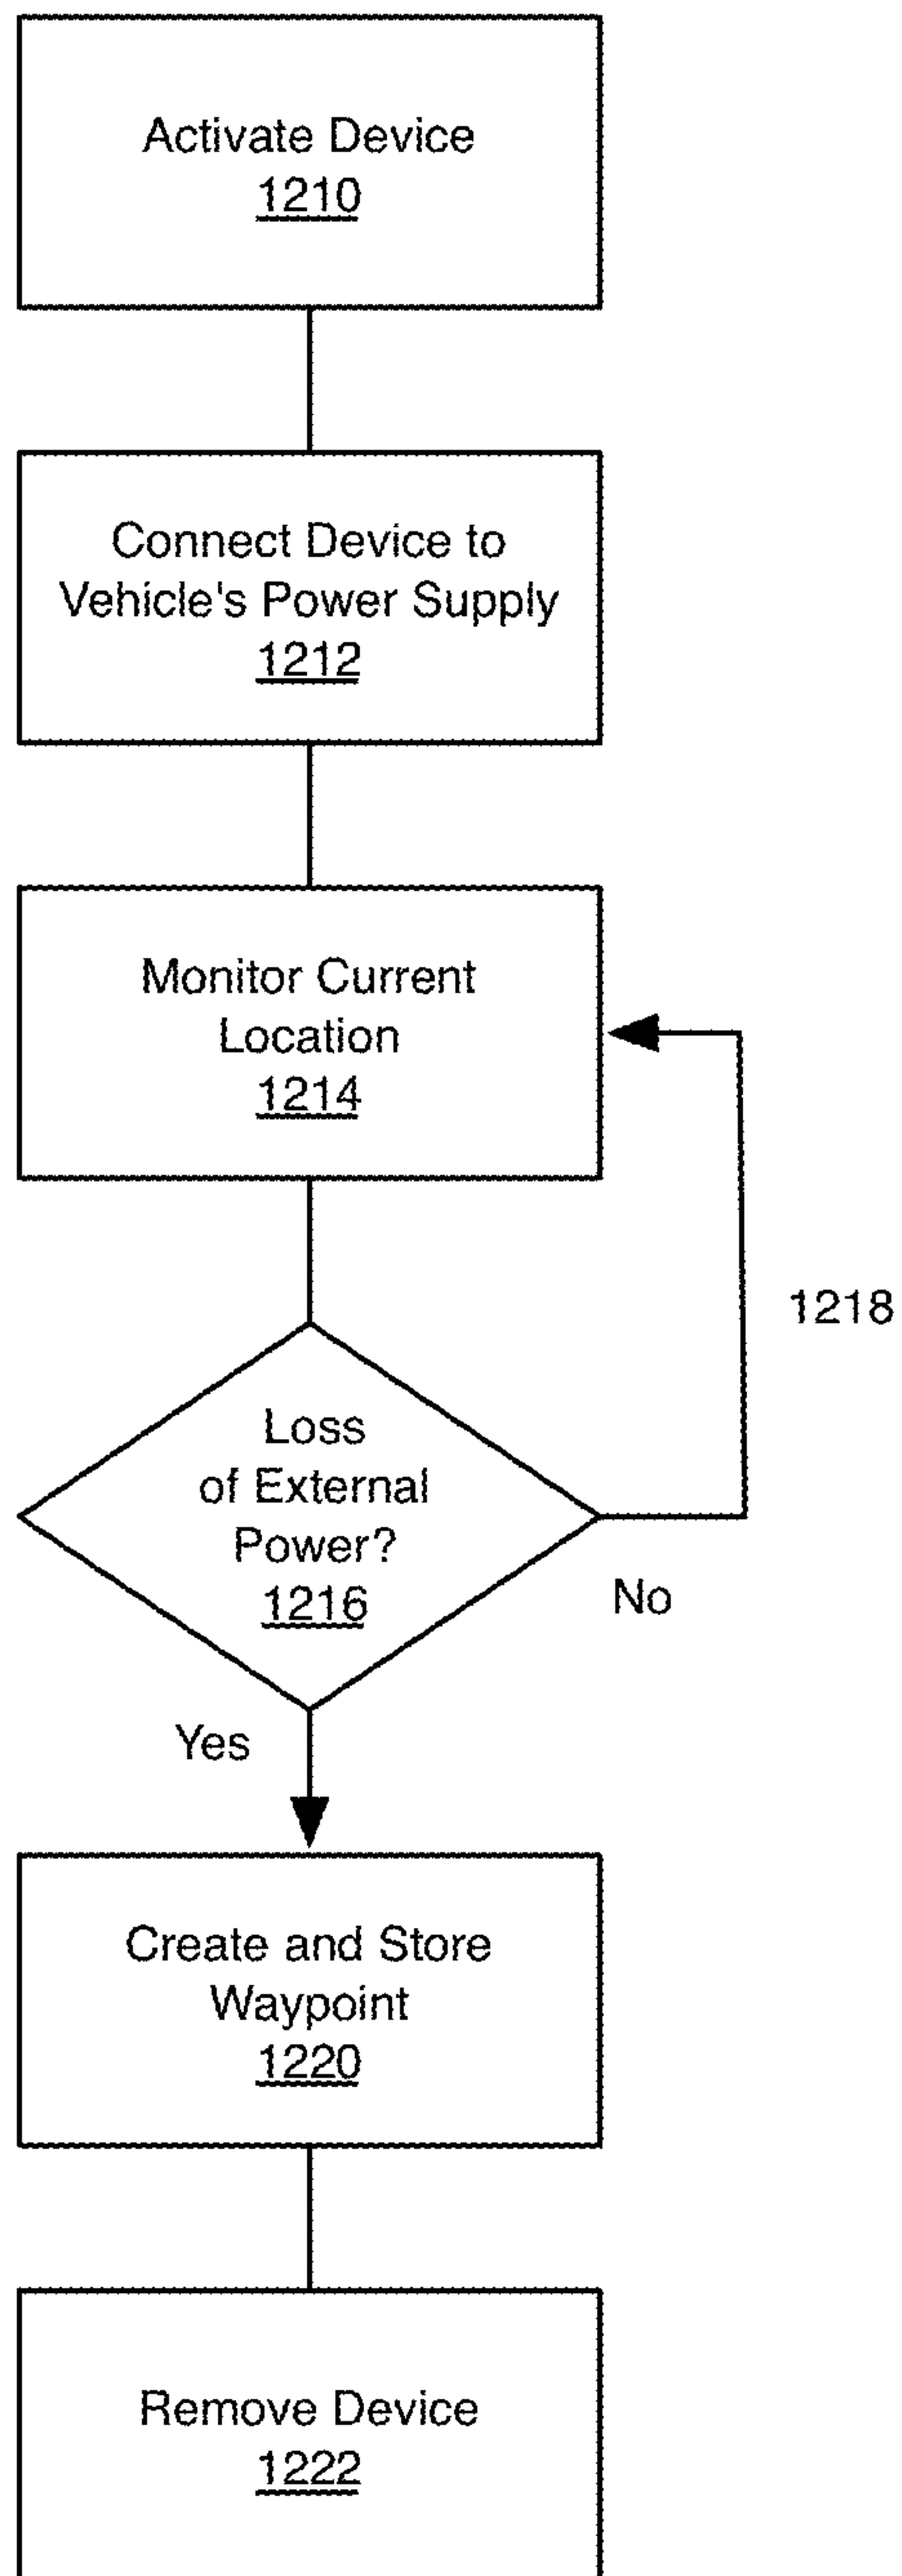 Activate Device
1210
Connect Device to
Vehicle's Power Supply
1212
Monitor Current
Location
1214
1218
Loss
of External
Power?
1216
No
Yes
Create and Store
Waypoint
1220
Remove Device
1222